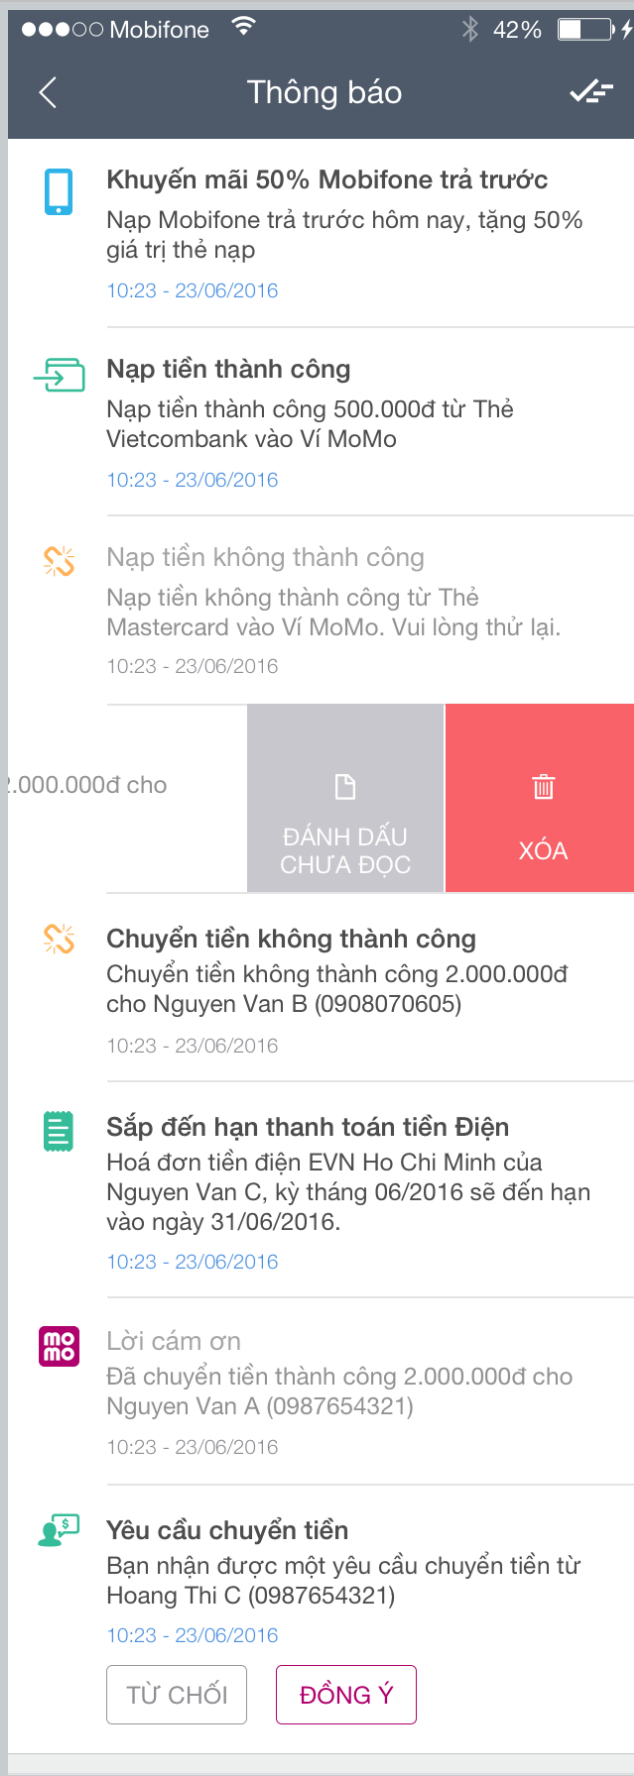 Mobifone 42%
Thông báo
Khuyến mãi 50% Mobifone trả trước
Nạp Mobifone trả trước hôm nay, tặng 50%
giá trị thẻ nạp
10:23 - 23/06/2016
Nạp tiền thành công
Nạp tiền thành công 500.000đ từ Thẻ
Vietcombank vào Ví MoMo
10:23 - 23/06/2016
Nạp tiền không thành công
Nạp tiền không thành công từ Thẻ
Mastercard vào Ví MoMo. Vui lòng thử lại.
10:23 - 23/06/2016
.000.000đ cho
ĐÁNH DẤU
CHƯA ĐỌC
XÓA
Chuyển tiền không thành công
Chuyển tiền không thành công 2.000.000đ
cho Nguyen Van B (0908070605)
10:23 - 23/06/2016
Sắp đến hạn thanh toán tiền Điện
Hoá đơn tiền điện EVN Ho Chi Minh của
Nguyen Van C, kỳ tháng 06/2016 sẽ đến hạn
vào ngày 31/06/2016.
10:23 - 23/06/2016
mo
mo
Lời cám ơn
Đã chuyển tiền thành công 2.000.000đ cho
Nguyen Van A (0987654321)
10:23 - 23/06/2016
$
Yêu cầu chuyển tiền
Bạn nhận được một yêu cầu chuyển tiền từ
Hoang Thi C (0987654321)
10:23 - 23/06/2016
TỪ CHỐI
ĐỒNG Ý